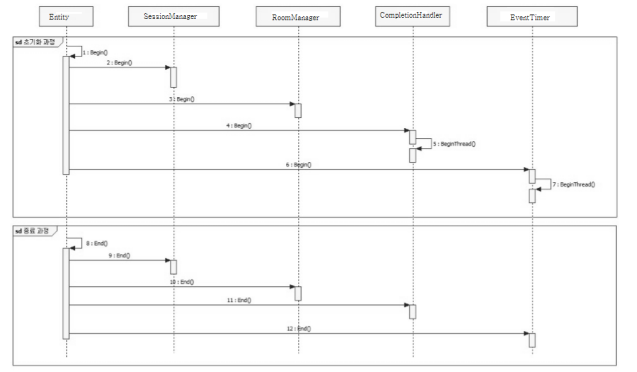 Entity
SessionManager
RoomManager
CompletionHandler
EventTimer
sd 초기화 과정
1 : Begin()
2 : Begin()
3 : Begin()
4 : Begin()
5 : BeginThread()
6 : Begin()
7 : BeginThread()
sd 종료 과정
8 : End()
9 : End()
10 : End()
11 : End()
12 : End()